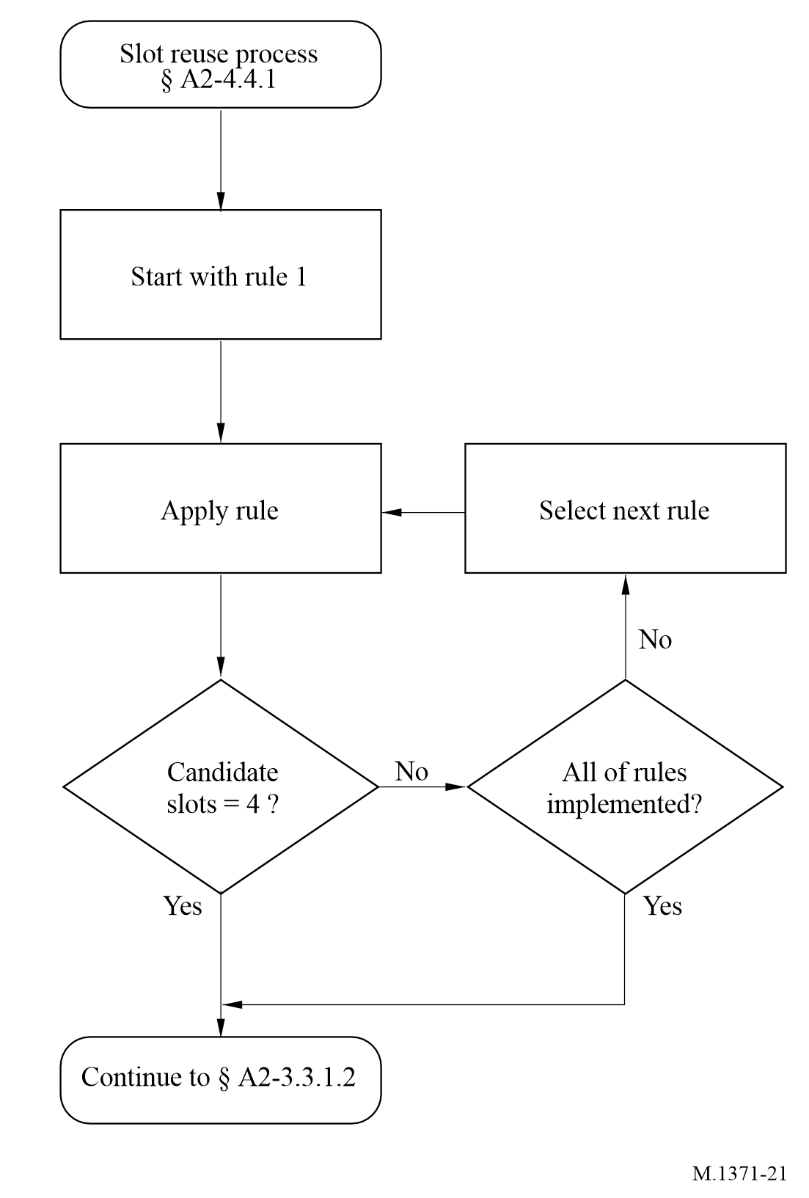 Slot reuse process
§ A2-4.4.1
Start with rule 1
Apply rule
Select next rule
No
Candidate
slots = 4 ?
No
All of rules
implemented?
Yes
Yes
Continue to § A2-3.3.1.2
M.1371-21